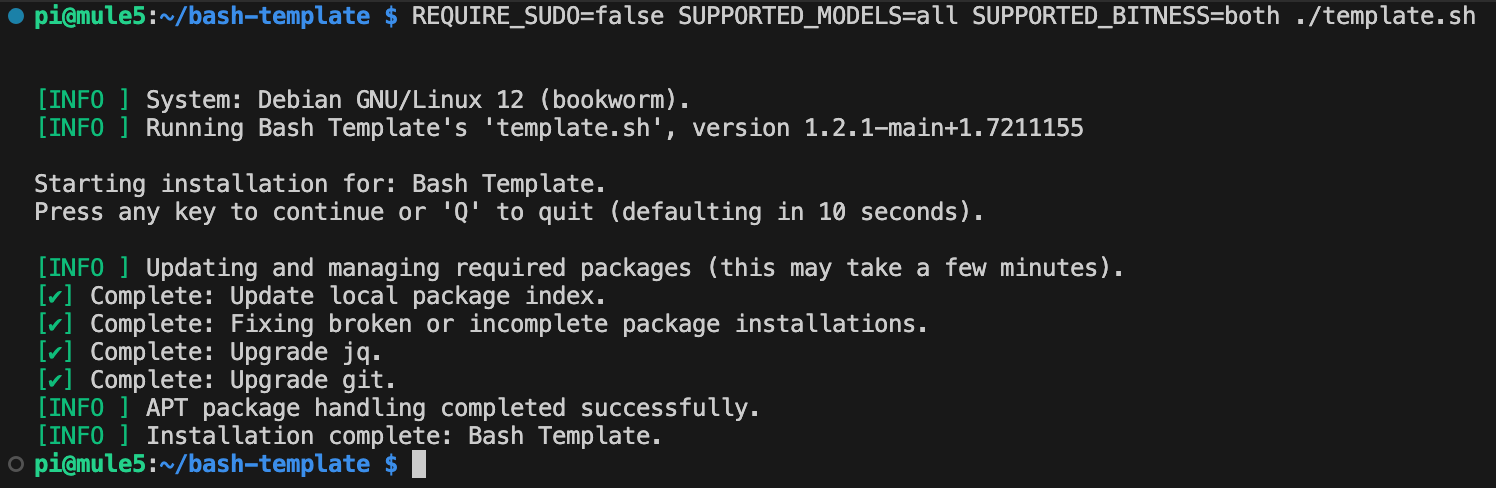 pi@mule5:~/bash-template $ REQUIRE_SUDO=false SUPPORTED_MODELS=all SUPPORTED_BITNESS=both ./template.sh
[INFO ] System: Debian GNU/Linux 12 (bookworm).
[INFO ] Running Bash Template's 'template.sh', version 1.2.1-main+1.7211155
Starting installation for: Bash Template.
Press any key to continue or 'Q' to quit (defaulting in 10 seconds).
[INFO ] Updating and managing required packages (this may take a few minutes).
[✔] Complete: Update local package index.
[✔] Complete: Fixing broken or incomplete package installations.
[✔] Complete: Upgrade jq.
[✔] Complete: Upgrade git.
[INFO ] APT package handling completed successfully.
[INFO ] Installation complete: Bash Template.
pi@mule5:~/bash-template $